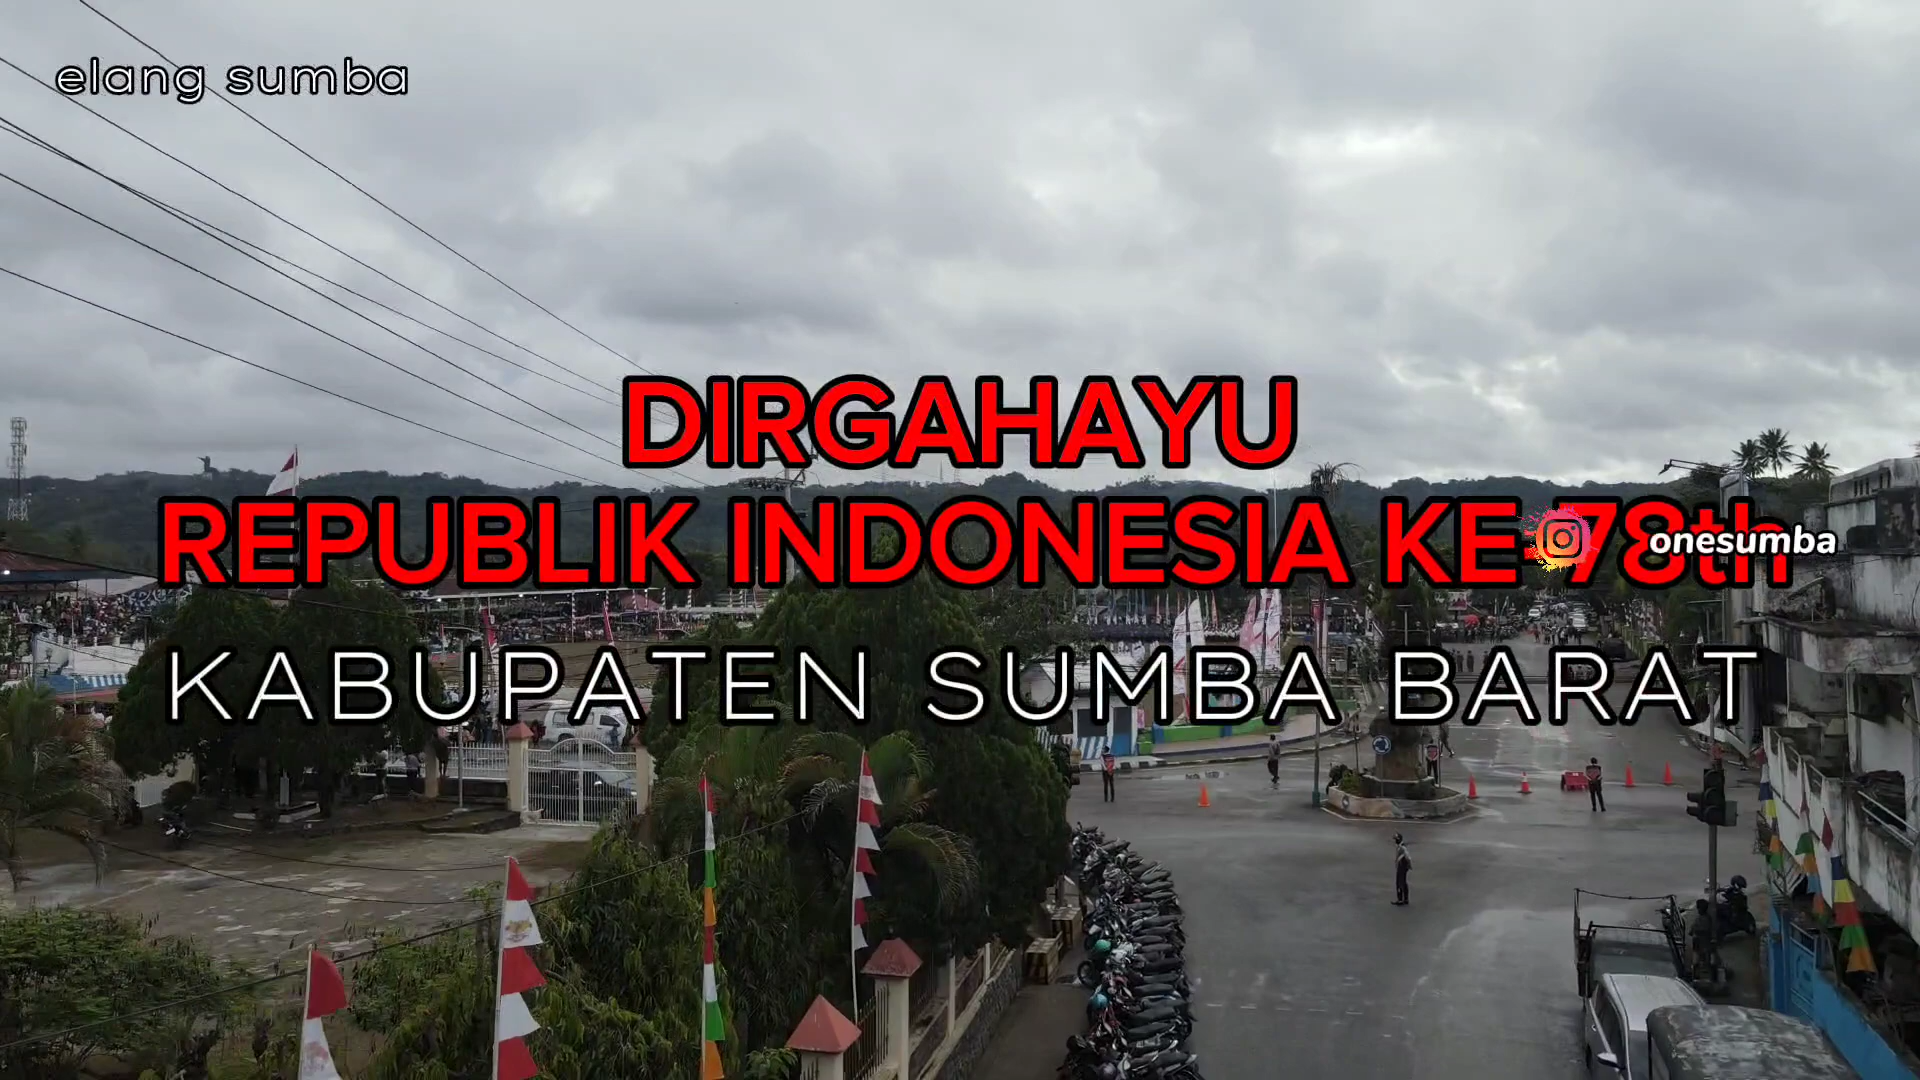 elang sumba
DIRGAHAYU
REPUBLIK INDONESIA KE-78th
onesumba
KABUPATEN SUMBA BARAT